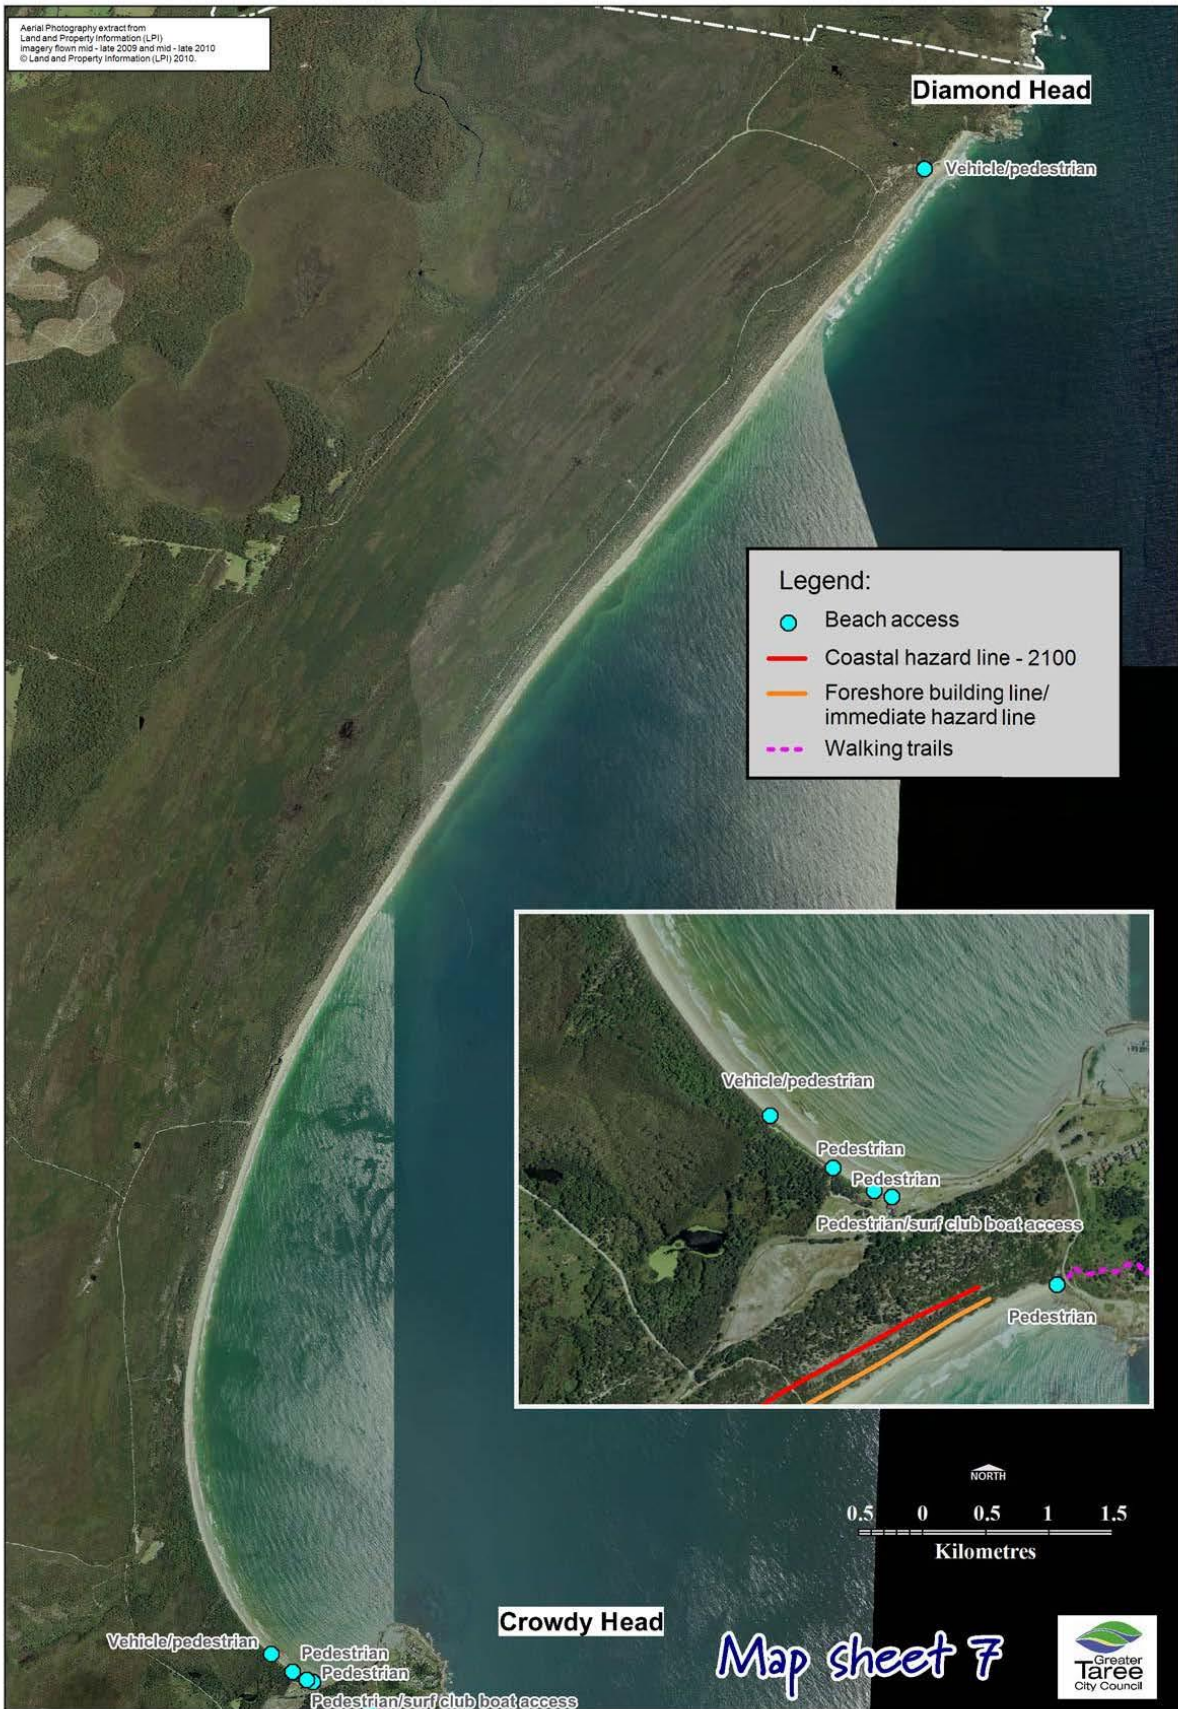 Aerial Photography extract from
Land and Property Information (LPI)
Imagery flown mid - late 2009 and mid - late 2010
© Land and Property Information (LPI) 2010.
Diamond Head
Vehicle/pedestrian
Legend:
Beach access
Coastal hazard line - 2100
Foreshore building line/
immediate hazard line
Walking trails
Vehicle/pedestrian
Pedestrian
Pedestrian
Pedestrian/surf club boat access
Pedestrian
NORTH
0.5 0 0.5 1 1.5
Kilometres
Crowdy Head
Vehicle/pedestrian
Pedestrian
Pedestrian
Pedestrian/surf club boat access
Map sheet 7
Greater
Taree
City Council